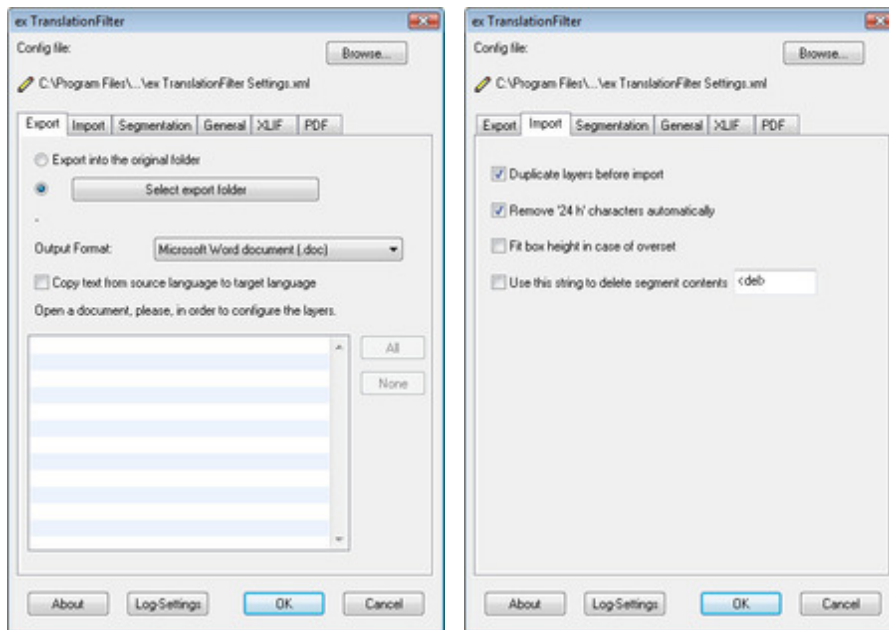 ex TranslationFilter
Config file:
Browse...
C:\Program Files\...\ex TranslationFilter Settings.xml
Export Import Segmentation General XLIF PDF
Export into the original folder
Select export folder
-
Output Format: Microsoft Word document (.doc)
Copy text from source language to target language
Open a document, please, in order to configure the layers.
All
None
About Log-Settings OK Cancel
ex TranslationFilter
Config file:
Browse...
C:\Program Files\...\ex TranslationFilter Settings.xml
Export Import Segmentation General XLIF PDF
Duplicate layers before import
Remove '24 h' characters automatically
Fit box height in case of overset
Use this string to delete segment contents
About Log-Settings OK Cancel